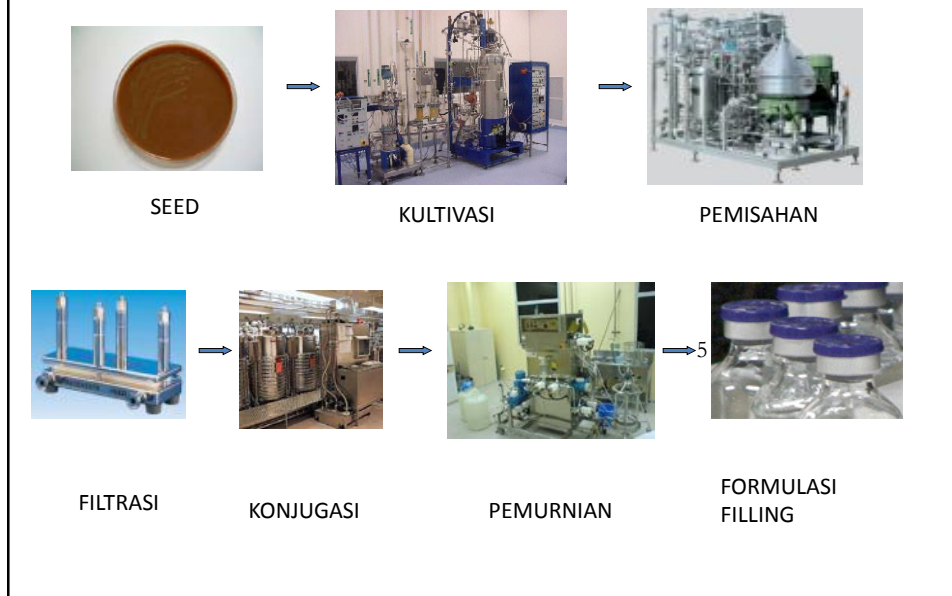 SEED
KULTIVASI
PEMISAHAN
5
FILTRASI
KONJUGASI
PEMURNIAN
FORMULASI
FILLING